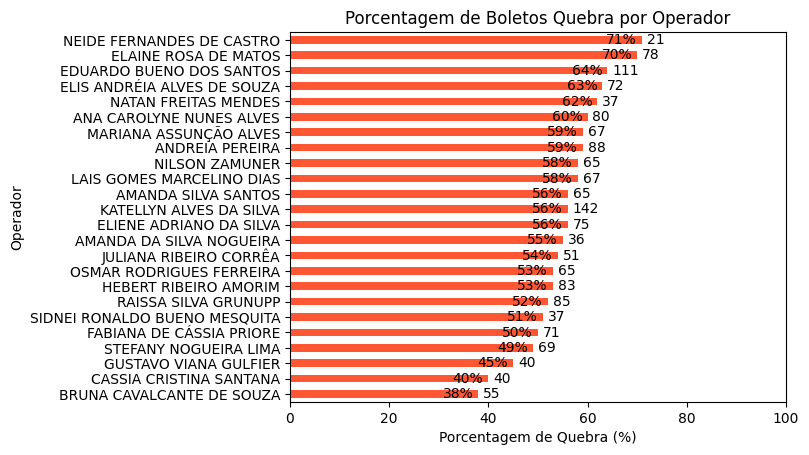 Porcentagem de Boletos Quebra por Operador
NEIDE FERNANDES DE CASTRO 71% 21
ELAINE ROSA DE MATOS 70% 78
EDUARDO BUENO DOS SANTOS 64% 111
ELIS ANDRÉIA ALVES DE SOUZA 63% 72
NATAN FREITAS MENDES 62% 37
ANA CAROLYNE NUNES ALVES 60% 80
MARIANA ASSUNÇÃO ALVES 59% 67
ANDREIA PEREIRA 59% 88
NILSON ZAMUNER 58% 65
LAIS GOMES MARCELINO DIAS 58% 67
AMANDA SILVA SANTOS 56% 65
KATELLYN ALVES DA SILVA 56% 142
ELIENE ADRIANO DA SILVA 56% 75
AMANDA DA SILVA NOGUEIRA 55% 36
JULIANA RIBEIRO CORRÊA 54% 51
OSMAR RODRIGUES FERREIRA 53% 65
HEBERT RIBEIRO AMORIM 53% 83
RAISSA SILVA GRUNUPP 52% 85
SIDNEI RONALDO BUENO MESQUITA 51% 37
FABIANA DE CÁSSIA PRIORE 50% 71
STEFANY NOGUEIRA LIMA 49% 69
GUSTAVO VIANA GULFIER 45% 40
CASSIA CRISTINA SANTANA 40% 40
BRUNA CAVALCANTE DE SOUZA 38% 55
Operador
0 20 40 60 80 100
Porcentagem de Quebra (%)